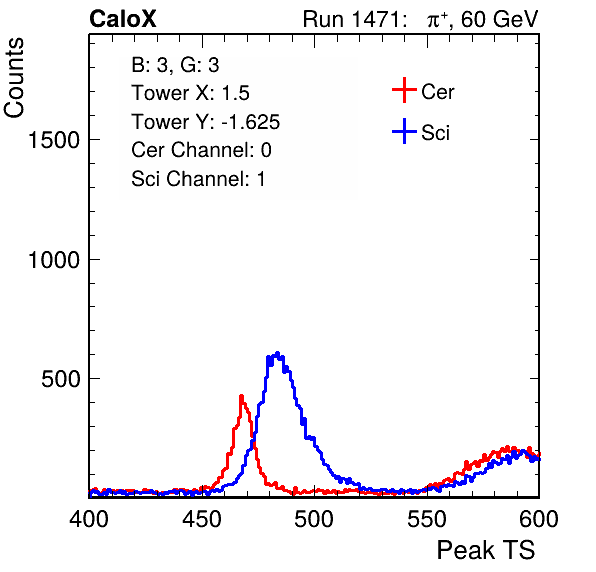 CaloX Run 1471: π⁺, 60 GeV
B: 3, G: 3
Tower X: 1.5
Tower Y: -1.625
Cer Channel: 0
Sci Channel: 1
Cer
Sci
Counts
1500
1000
500
400 450 500 550 600
Peak TS